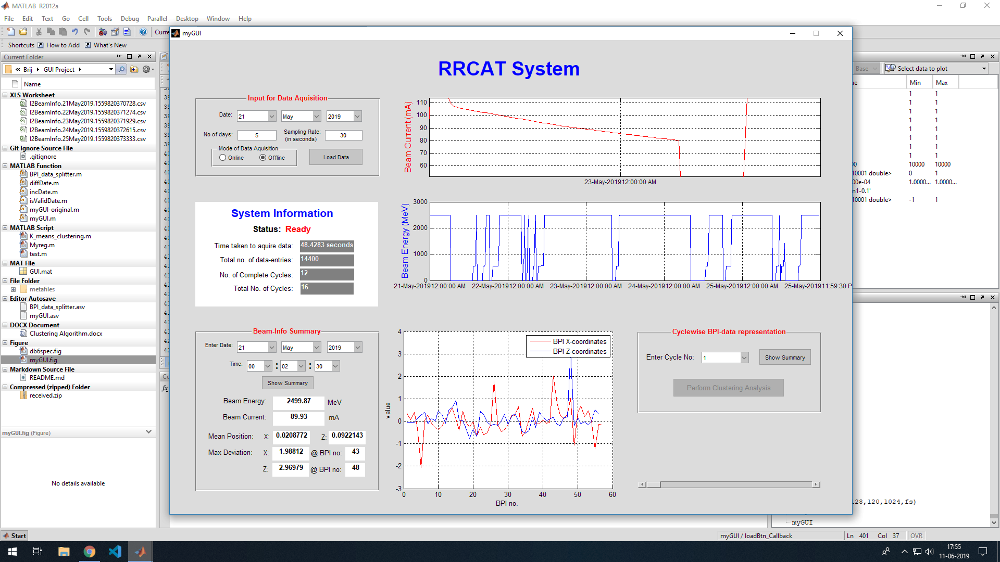 MATLAB R2012a
File Edit Text Go Cell Tools Debug Parallel Desktop Window Help
Shortcuts How to Add What's New
Current Folder
« Brij GUI Project
Name
XLS Worksheet
I2BeamInfo.21May2019.1559820370728.csv
I2BeamInfo.22May2019.1559820371274.csv
I2BeamInfo.23May2019.1559820371929.csv
I2BeamInfo.24May2019.1559820372615.csv
I2BeamInfo.25May2019.1559820373333.csv
Git Ignore Source File
.gitignore
MATLAB Function
BPI_data_splitter.m
diffDate.m
incDate.m
isValidDate.m
myGUI-original.m
myGUI.m
MATLAB Script
K_means_clustering.m
Myreg.m
test.m
MAT File
GUI.mat
File Folder
metafiles
Editor Autosave
BPI_data_splitter.asv
myGUI.asv
DOCX Document
Clustering Algorithm.docx
Figure
db6spec.fig
myGUI.fig
Markdown Source File
README.md
Compressed (zipped) Folder
received.zip
myGUI.fig (Figure)
No details available
Start
myGUI
RRCAT System
Input for Data Aquisition
Date: 21 May 2019
No of days: 5 Sampling Rate: (in seconds) 30
Mode of Data Aquisition
Online Offline
Load Data
System Information
Status: Ready
Time taken to aquire data: 48.4283 seconds
Total no. of data-entries: 14400
No. of Complete Cycles: 12
Total No. of Cycles: 16
Beam-Info Summary
Enter Date: 21 May 2019
Time: 00 : 02 : 30
Show Summary
Beam Energy: 2499.87 MeV
Beam Current: 89.93 mA
Mean Position: X: 0.0208772 Z: 0.0922143
Max Deviation: X: 1.98812 @ BPI no: 43
Z: 2.96979 @ BPI no: 48
Beam Current (mA)
110
100
90
80
70
60
23-May-201912:00:00 AM
Beam Energy (MeV)
3000
2000
1000
0
21-May-201912:00:00 AM 22-May-201912:00:00 AM 23-May-201912:00:00 AM 24-May-201912:00:00 AM 25-May-201912:00:00 AM 25-May-201911:59:30 P
value
4
3
2
1
0
-1
-2
-3
0 10 20 30 40 50 60
BPI no.
BPI X-coordinates
BPI Z-coordinates
Cyclewise BPI-data representation
Enter Cycle No: 1 Show Summary
Perform Clustering Analysis
Base Select data to plot
Min Max
1 1
1 1
1 1
1 1
1 1
1 1
1 1
1 1
10000 10000
10001 double> 0 1
00e-04 1.0000... 1.0000...
m1-0.1'
10001 double> -1 1
128,120,1024,fs)
myGUI
myGUI / loadBtn_Callback Ln 401 Col 37 OVR
17:55
11-06-2019